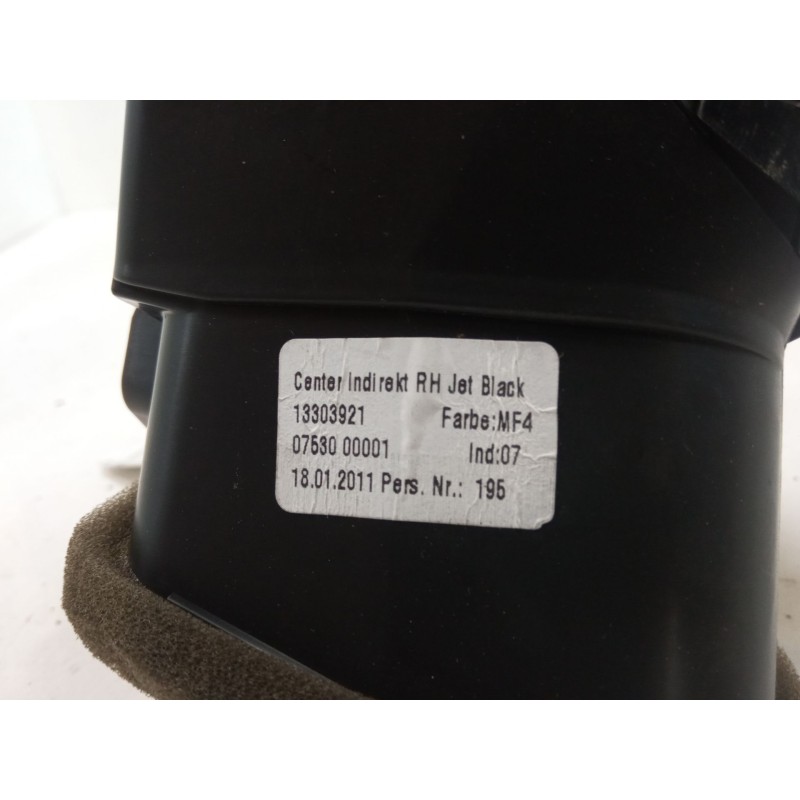 Center Indirekt RH Jet Black
13303921 Farbe:MF4
07530 00001 Ind:07
18.01.2011 Pers. Nr.: 195